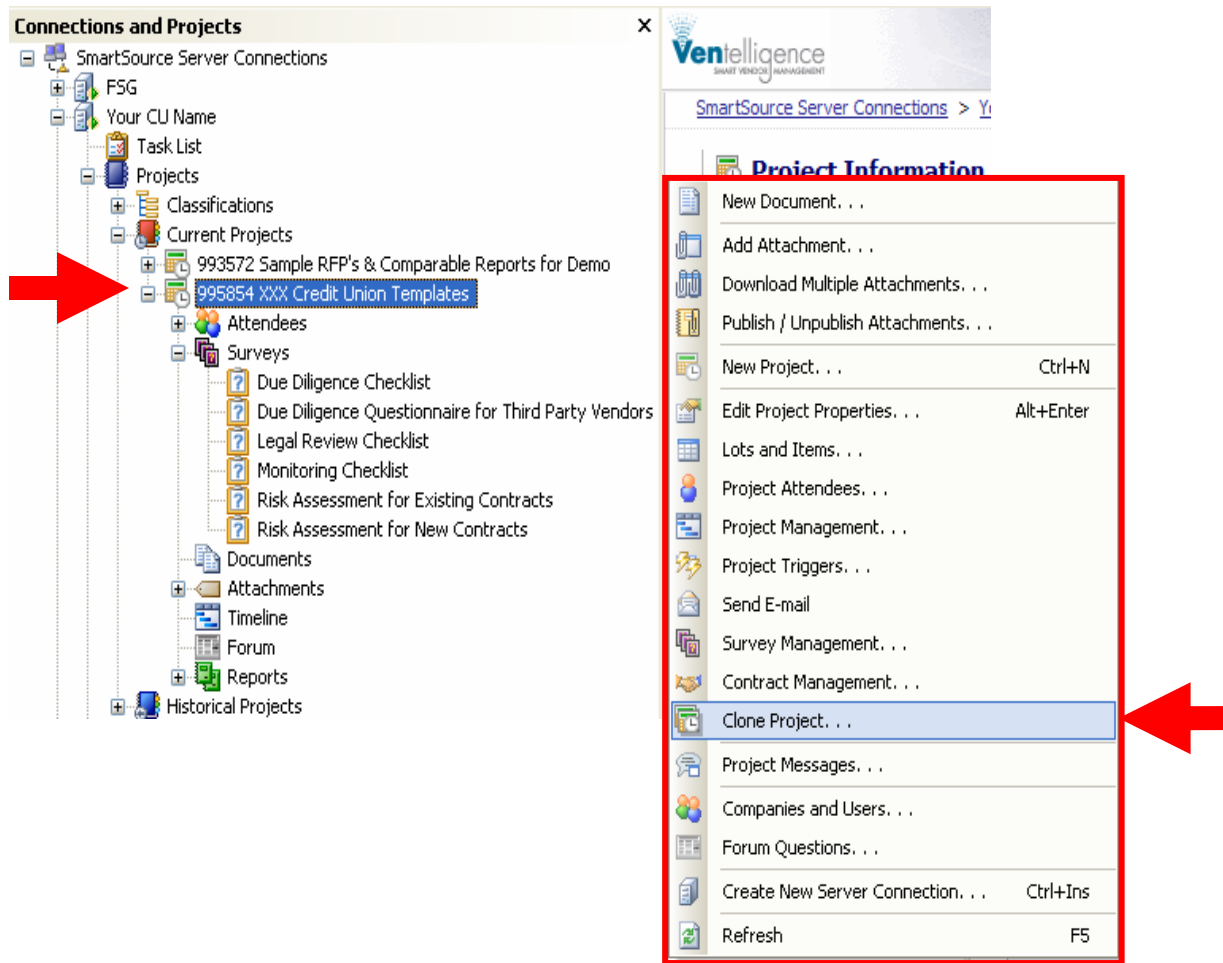 Connections and Projects
SmartSource Server Connections
FSG
Your CU Name
Task List
Projects
Classifications
Current Projects
993572 Sample RFP's & Comparable Reports for Demo
995854 XXX Credit Union Templates
Attendees
Surveys
Due Diligence Checklist
Due Diligence Questionnaire for Third Party Vendors
Legal Review Checklist
Monitoring Checklist
Risk Assessment for Existing Contracts
Risk Assessment for New Contracts
Documents
Attachments
Timeline
Forum
Reports
Historical Projects
Ventelligence
SMART VENDOR MANAGEMENT
SmartSource Server Connections > Y
Project Information
New Document. . .
Add Attachment. . .
Download Multiple Attachments. . .
Publish / Unpublish Attachments. . .
New Project. . . Ctrl+N
Edit Project Properties. . . Alt+Enter
Lots and Items. . .
Project Attendees. . .
Project Management. . .
Project Triggers. . .
Send E-mail
Survey Management. . .
Contract Management. . .
Clone Project. . .
Project Messages. . .
Companies and Users. . .
Forum Questions. . .
Create New Server Connection. . . Ctrl+Ins
Refresh F5